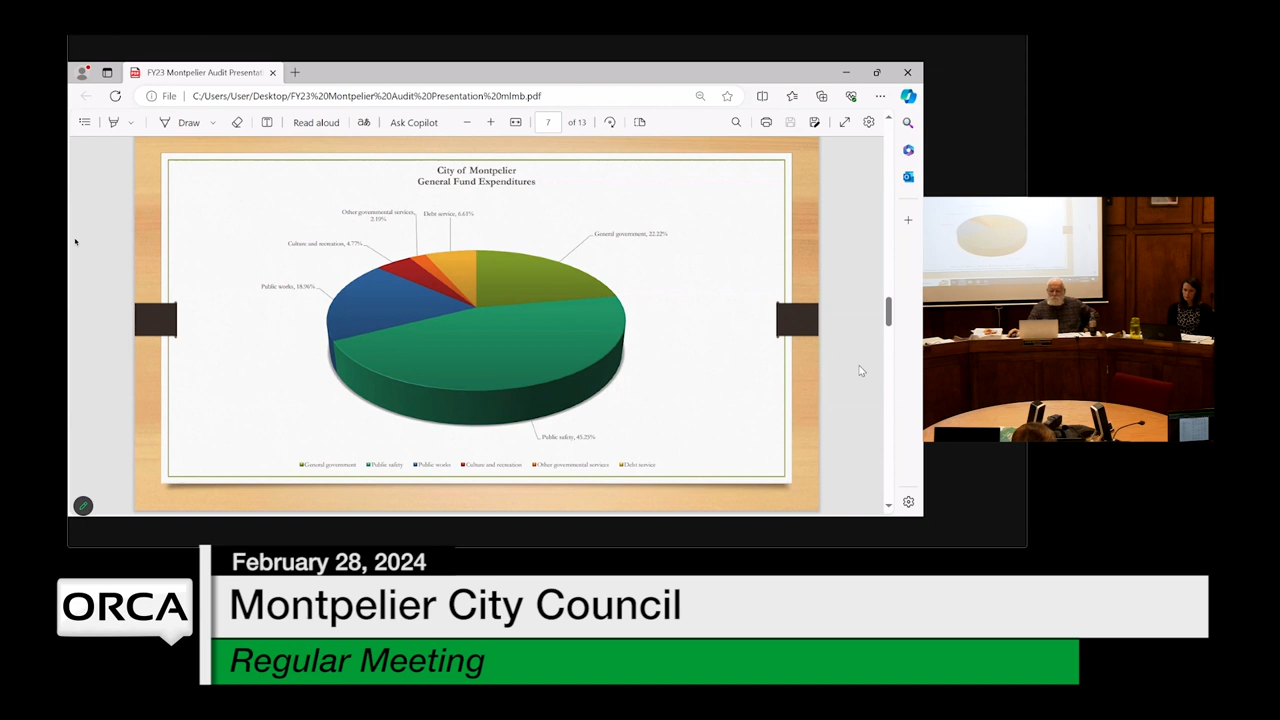 FY23 Montpelier Audit Presentat
File
C:/Users/User/Desktop/FY23%20Montpelier%20Audit%20Presentation%20mlmb.pdf
Draw
Read aloud
Ask Copilot
7
of 13
City of Montpelier
General Fund Expenditures
Other governmental services,
2.19%
Debt service, 6.61%
General government, 22.22%
Culture and recreation, 4.77%
Public works, 18.96%
Public safety, 45.25%
General government
Public safety
Public works
Culture and recreation
Other governmental services
Debt service
February 28, 2024
ORCA
Montpelier City Council
Regular Meeting